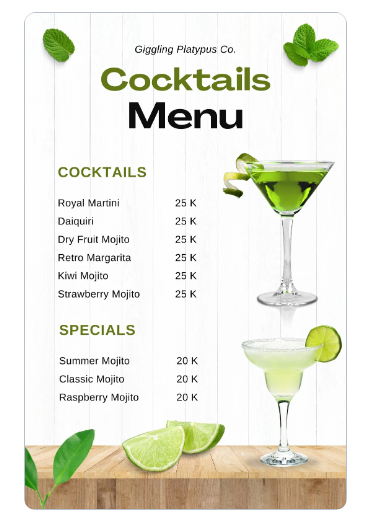 Giggling Platypus Co.
Cocktails
Menu
COCKTAILS
Royal Martini 25 K
Daiquiri 25 K
Dry Fruit Mojito 25 K
Retro Margarita 25 K
Kiwi Mojito 25 K
Strawberry Mojito 25 K
SPECIALS
Summer Mojito 20 K
Classic Mojito 20 K
Raspberry Mojito 20 K